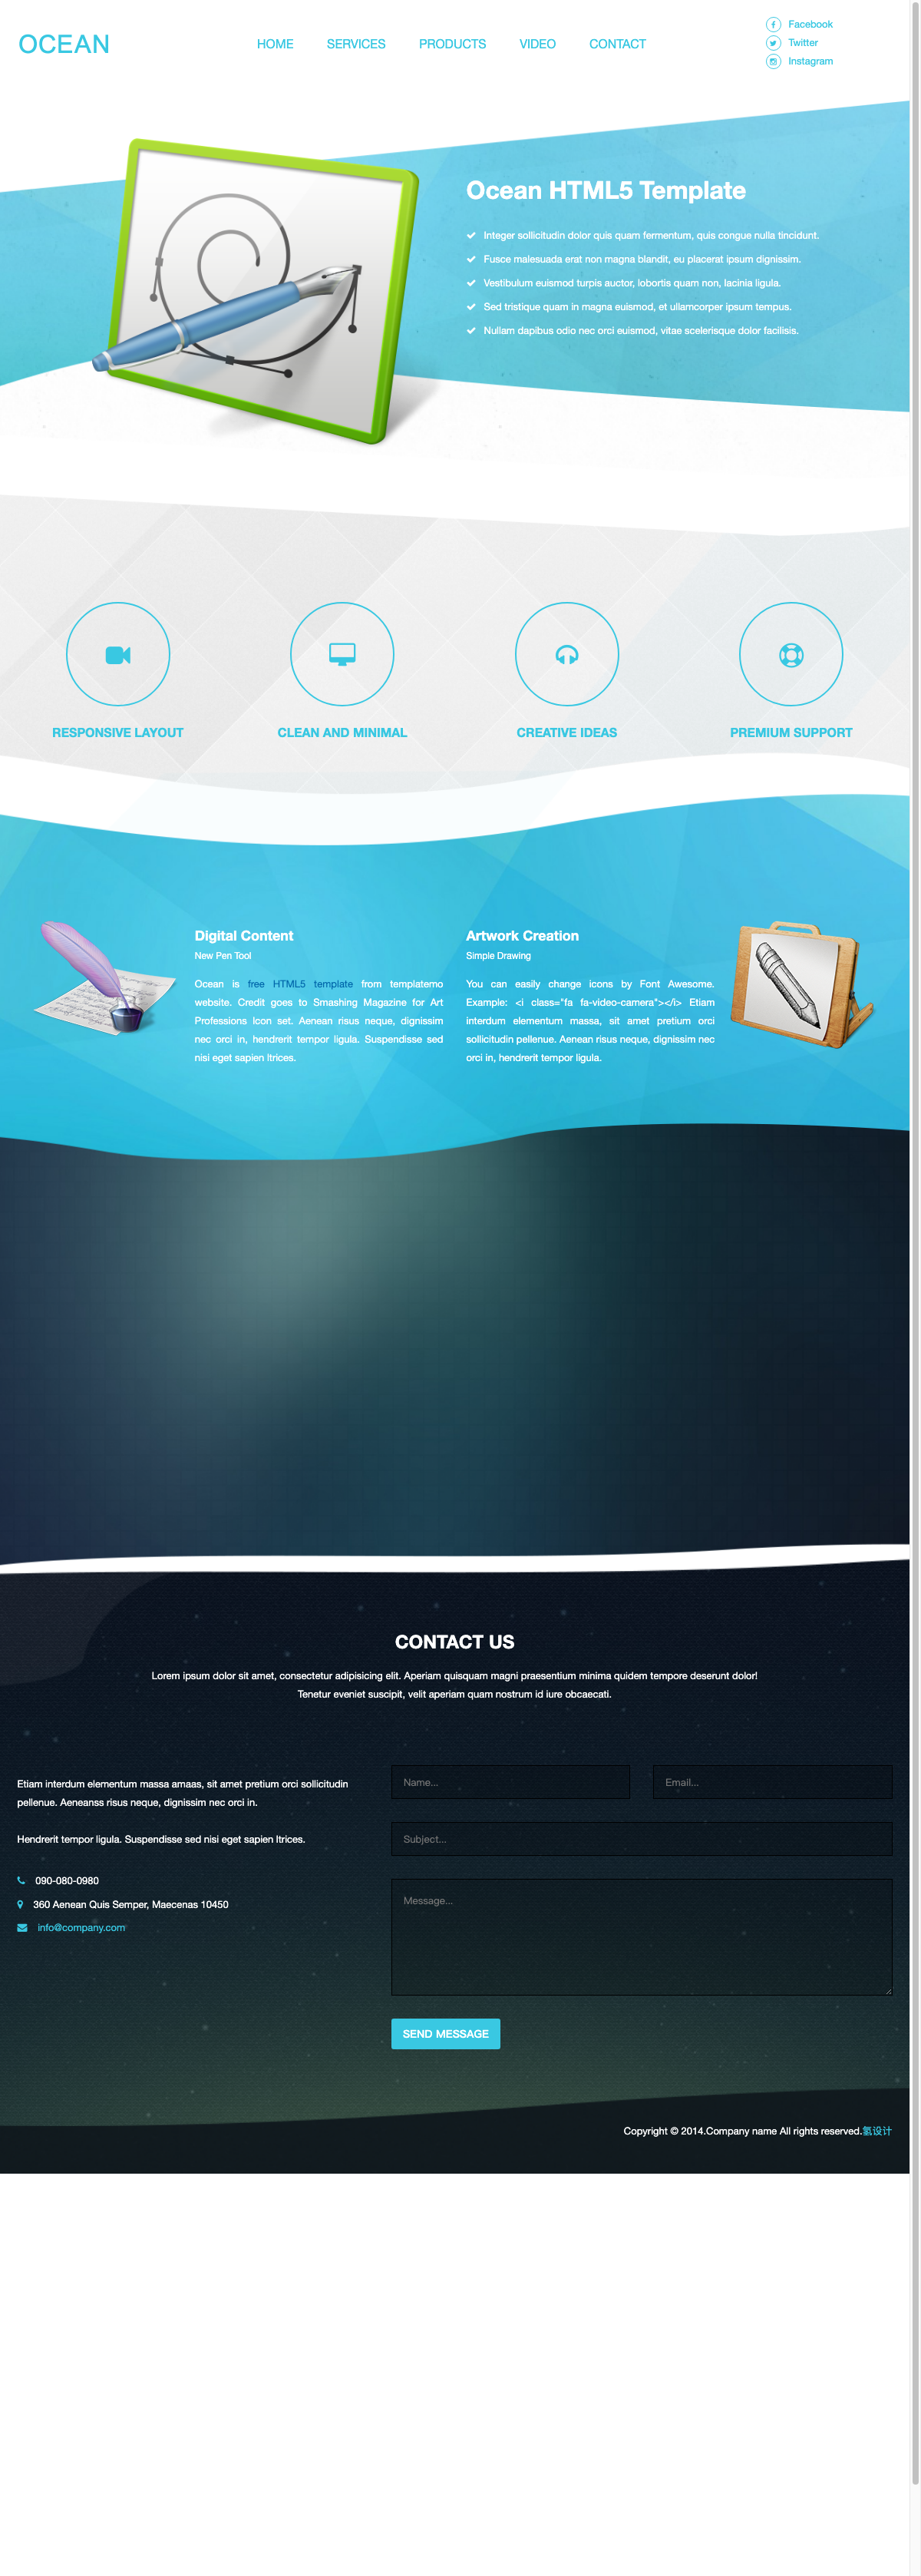 OCEAN
HOME SERVICES PRODUCTS VIDEO CONTACT
Facebook
Twitter
Instagram
Ocean HTML5 Template
Integer sollicitudin dolor quis quam fermentum, quis congue nulla tincidunt.
Fusce malesuada erat non magna blandit, eu placerat ipsum dignissim.
Vestibulum euismod turpis auctor, lobortis quam non, lacinia ligula.
Sed tristique quam in magna euismod, et ullamcorper ipsum tempus.
Nullam dapibus odio nec orci euismod, vitae scelerisque dolor facilisis.
RESPONSIVE LAYOUT
CLEAN AND MINIMAL
CREATIVE IDEAS
PREMIUM SUPPORT
Digital Content
New Pen Tool
Ocean is free HTML5 template from templatemo
website. Credit goes to Smashing Magazine for Art
Professions Icon set. Aenean risus neque, dignissim
nec orci in, hendrerit tempor ligula. Suspendisse sed
nisi eget sapien ltrices.
Artwork Creation
Simple Drawing
You can easily change icons by Font Awesome.
Example: <i class="fa fa-video-camera"></i> Etiam
interdum elementum massa, sit amet pretium orci
sollicitudin pellenue. Aenean risus neque, dignissim nec
orci in, hendrerit tempor ligula.
CONTACT US
Lorem ipsum dolor sit amet, consectetur adipisicing elit. Aperiam quisquam magni praesentium minima quidem tempore deserunt dolor!
Tenetur eveniet suscipit, velit aperiam quam nostrum id iure obcaecati.
Etiam interdum elementum massa amaas, sit amet pretium orci sollicitudin
pellenue. Aeneanss risus neque, dignissim nec orci in.
Hendrerit tempor ligula. Suspendisse sed nisi eget sapien ltrices.
090-080-0980
360 Aenean Quis Semper, Maecenas 10450
info@company.com
Name...
Email...
Subject...
Message...
SEND MESSAGE
Copyright © 2014.Company name All rights reserved.氢设计